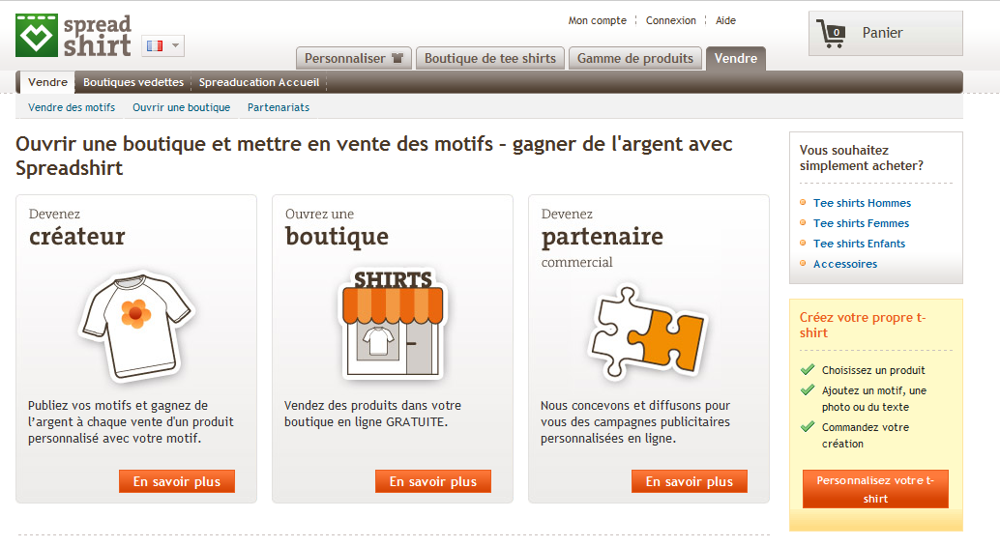 spread
shirt
Mon compte
Connexion
Aide
0
Panier
Personnaliser
Boutique de tee shirts
Gamme de produits
Vendre
Vendre
Boutiques vedettes
Spreaducation Accueil
Vendre des motifs
Ouvrir une boutique
Partenariats
Ouvrir une boutique et mettre en vente des motifs – gagner de l'argent avec
Spreadshirt
Devenez
créateur
Publiez vos motifs et gagnez de
l’argent à chaque vente d'un produit
personnalisé avec votre motif.
En savoir plus
Ouvrez une
boutique
SHIRTS
Vendez des produits dans votre
boutique en ligne GRATUITE.
En savoir plus
Devenez
partenaire
commercial
Nous concevons et diffusons pour
vous des campagnes publicitaires
personnalisées en ligne.
En savoir plus
Vous souhaitez
simplement acheter?
Tee shirts Hommes
Tee shirts Femmes
Tee shirts Enfants
Accessoires
Créez votre propre t-
shirt
Choisissez un produit
Ajoutez un motif, une
photo ou du texte
Commandez votre
création
Personnalisez votre t-
shirt